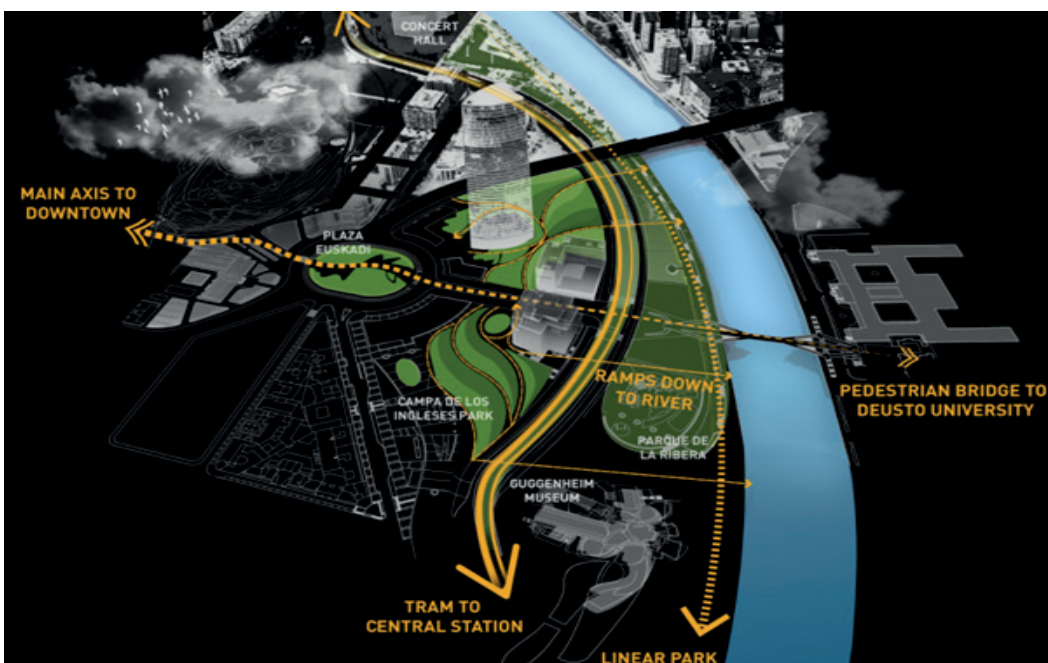 CONCERT
HALL
MAIN AXIS TO
DOWNTOWN
PLAZA
EUSKADI
RAMPS DOWN
TO RIVER
PEDESTRIAN BRIDGE TO
DEUSTO UNIVERSITY
CAMPA DE LOS
INGLESES PARK
PARQUE DE
LA RIBERA
GUGGENHEIM
MUSEUM
TRAM TO
CENTRAL STATION
LINEAR PARK